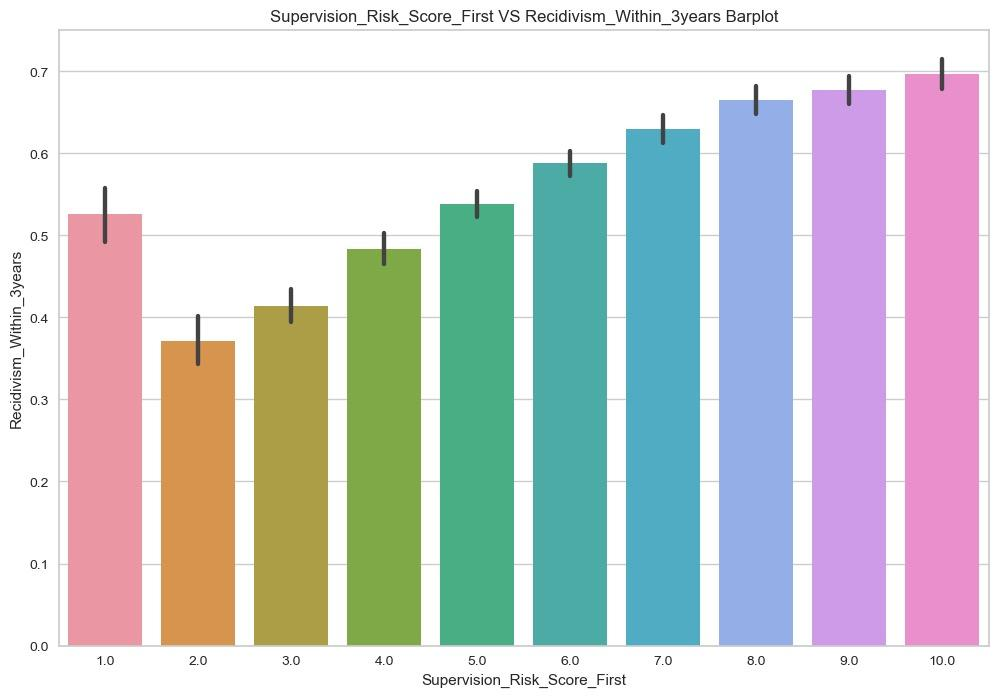 Supervision_Risk_Score_First VS Recidivism_Within_3years Barplot
Recidivism_Within_3years
0.7
0.6
0.5
0.4
0.3
0.2
0.1
0.0
1.0 2.0 3.0 4.0 5.0 6.0 7.0 8.0 9.0 10.0
Supervision_Risk_Score_First